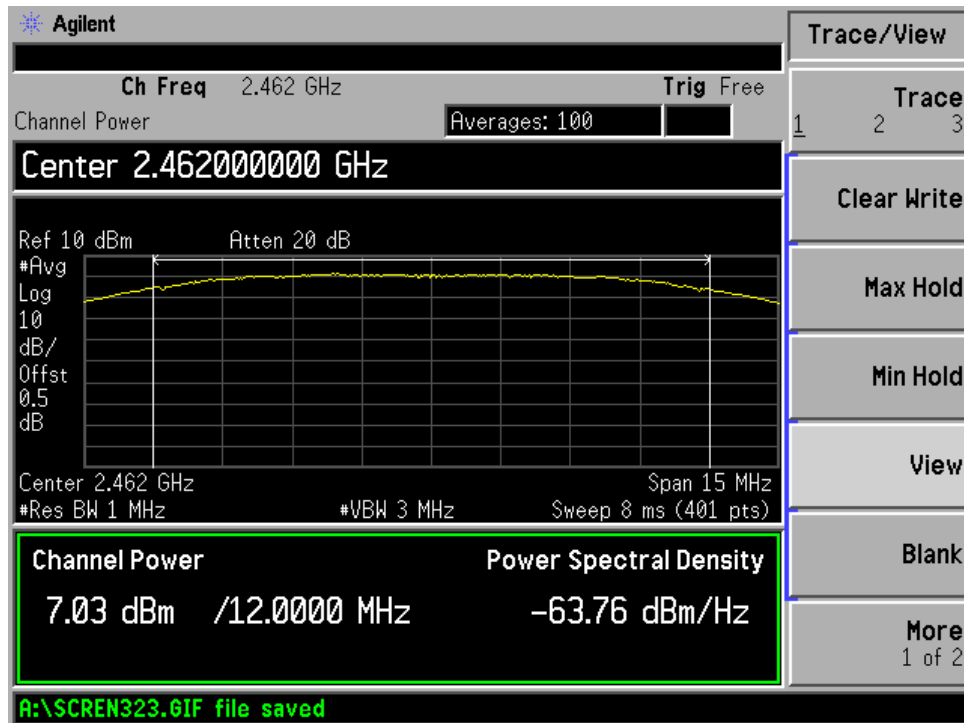 Agilent
Ch Freq 2.462 GHz Trig Free
Channel Power Averages: 100
Center 2.462000000 GHz
Ref 10 dBm Atten 20 dB
#Avg
Log
10
dB/
Offst
0.5
dB
Center 2.462 GHz Span 15 MHz
#Res BW 1 MHz #VBW 3 MHz Sweep 8 ms (401 pts)
Channel Power Power Spectral Density
7.03 dBm /12.0000 MHz -63.76 dBm/Hz
A:\SCREN323.GIF file saved
Trace/View
Trace
1 2 3
Clear Write
Max Hold
Min Hold
View
Blank
More
1 of 2